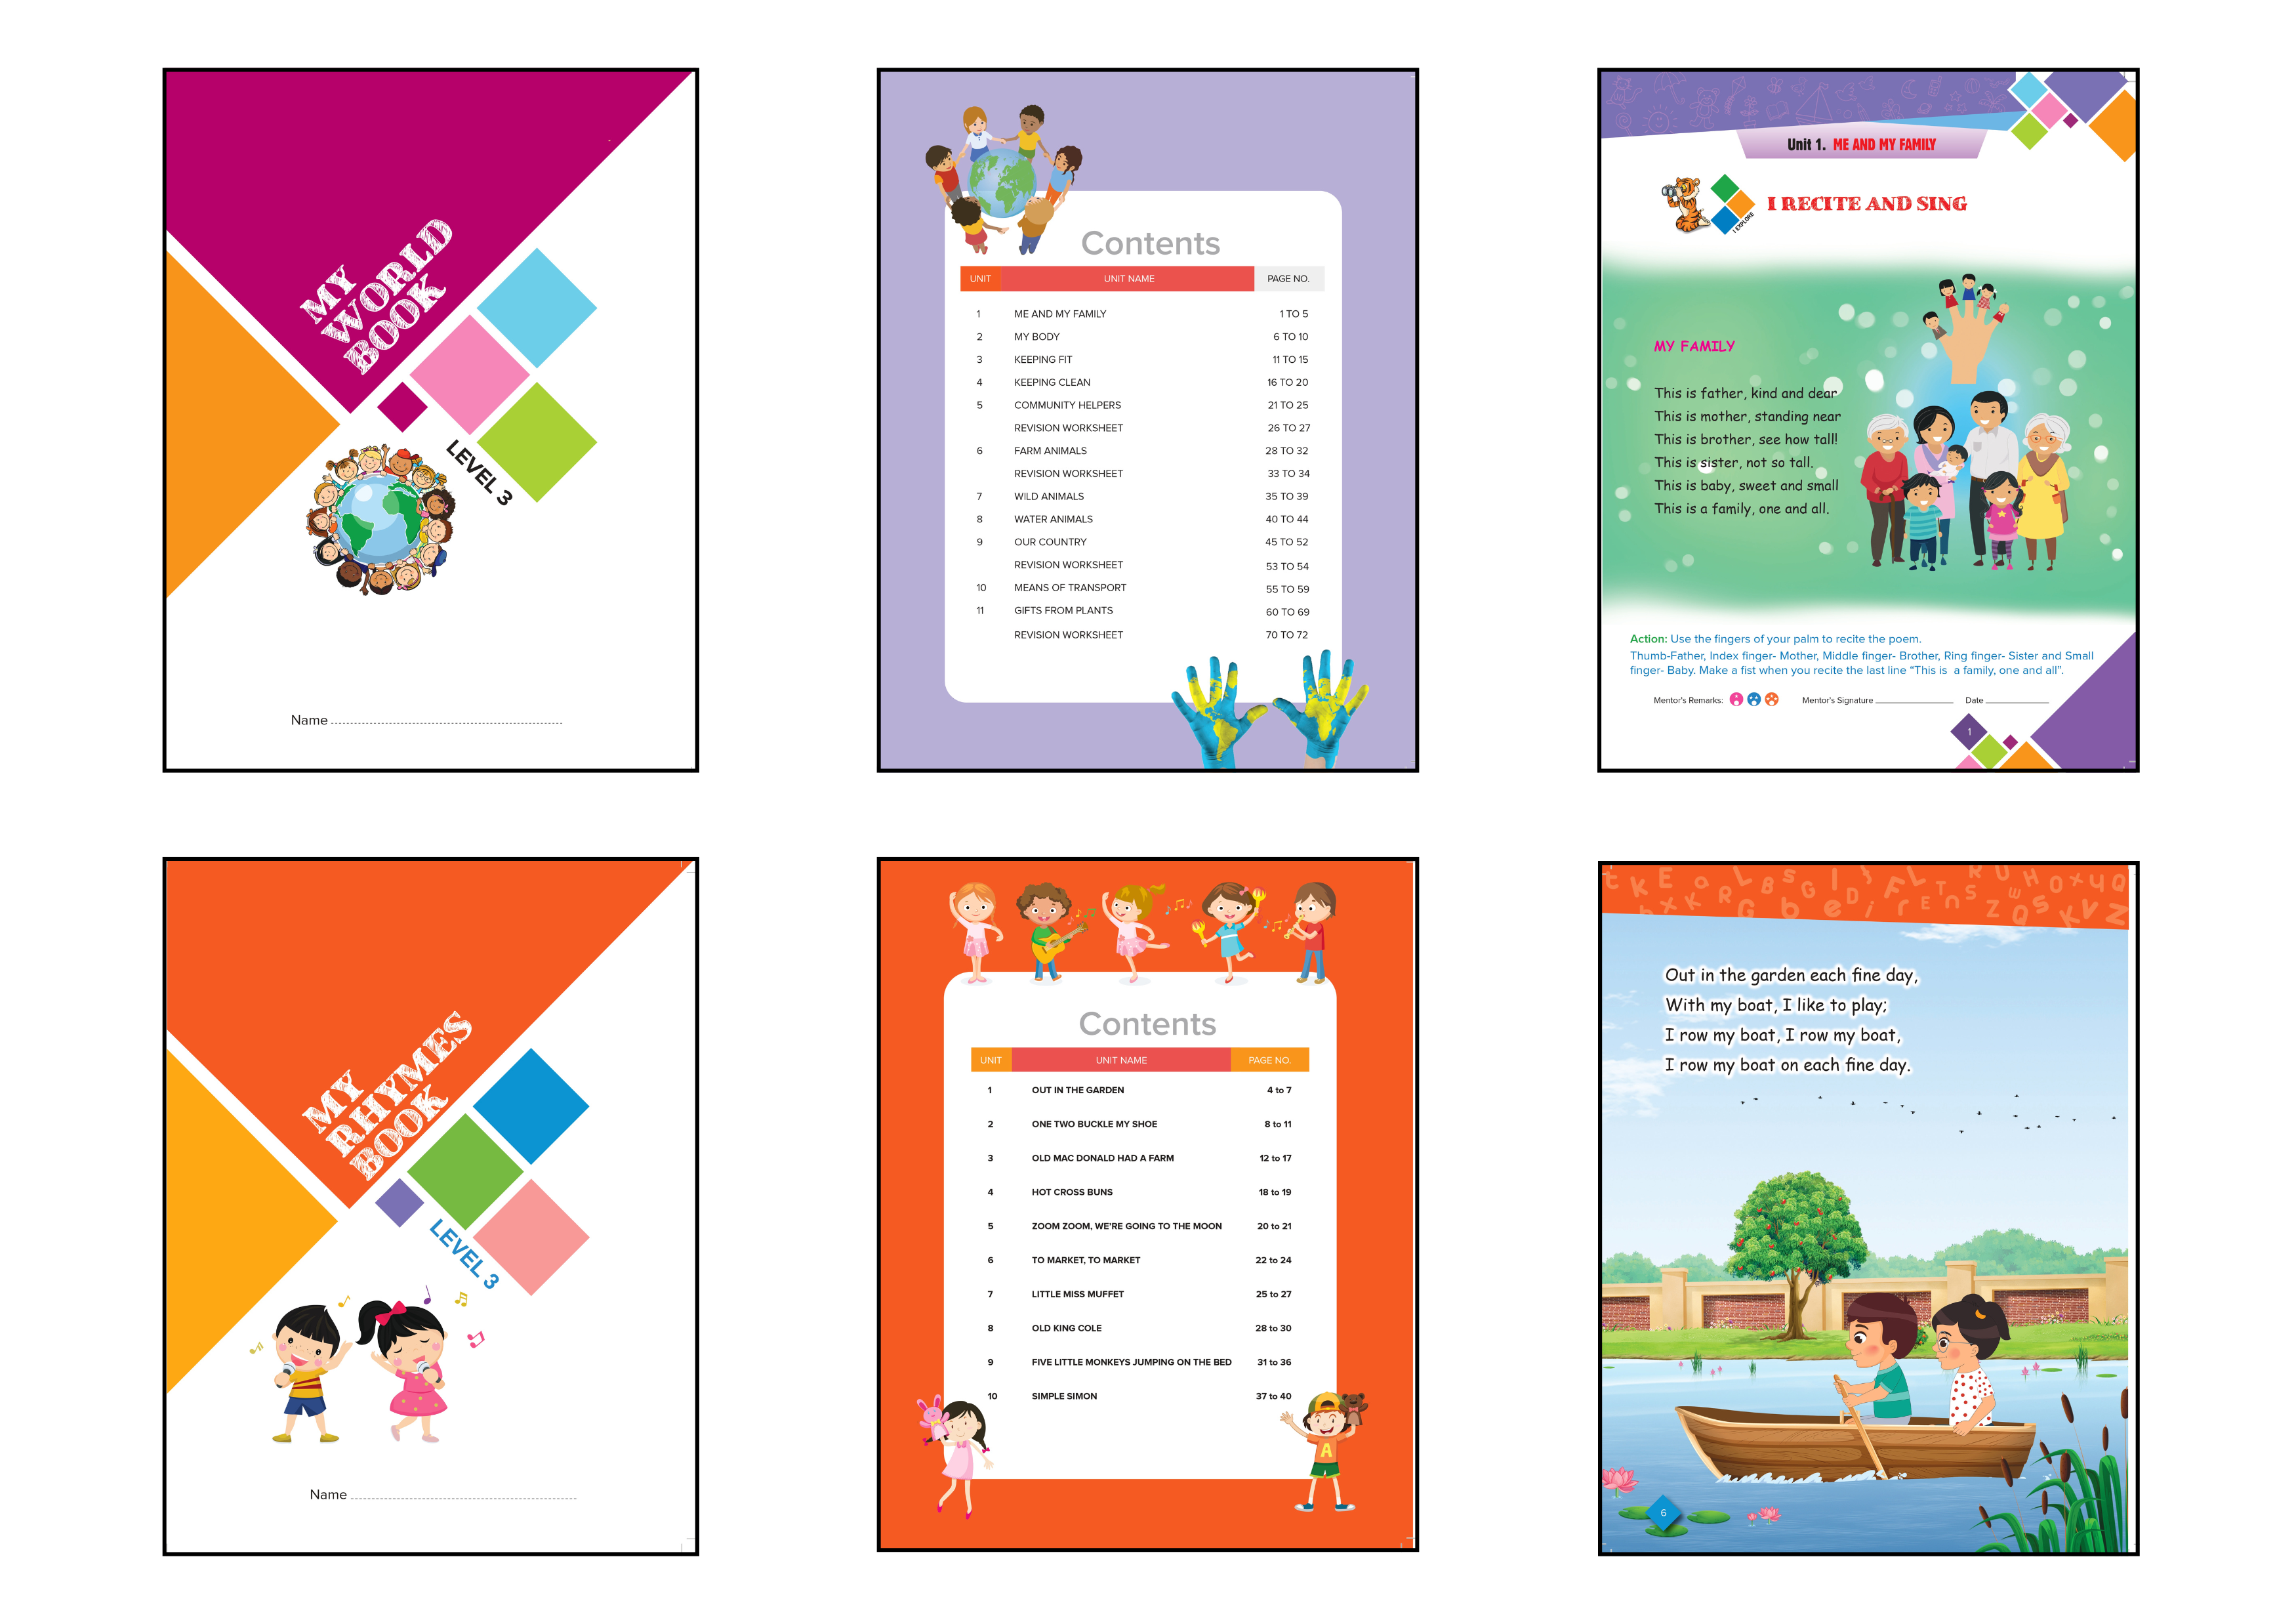 MY
WORLD
BOOK
LEVEL 3
Name
Contents
UNIT UNIT NAME PAGE NO.
1 ME AND MY FAMILY 1 TO 5
2 MY BODY 6 TO 10
3 KEEPING FIT 11 TO 15
4 KEEPING CLEAN 16 TO 20
5 COMMUNITY HELPERS 21 TO 25
REVISION WORKSHEET 26 TO 27
6 FARM ANIMALS 28 TO 32
REVISION WORKSHEET 33 TO 34
7 WILD ANIMALS 35 TO 39
8 WATER ANIMALS 40 TO 44
9 OUR COUNTRY 45 TO 52
REVISION WORKSHEET 53 TO 54
10 MEANS OF TRANSPORT 55 TO 59
11 GIFTS FROM PLANTS 60 TO 69
REVISION WORKSHEET 70 TO 72
Unit 1. ME AND MY FAMILY
I EXPLORE
I RECITE AND SING
MY FAMILY
This is father, kind and dear
This is mother, standing near
This is brother, see how tall!
This is sister, not so tall.
This is baby, sweet and small
This is a family, one and all.
Action: Use the fingers of your palm to recite the poem.
Thumb-Father, Index finger- Mother, Middle finger- Brother, Ring finger- Sister and Small
finger- Baby. Make a fist when you recite the last line “This is a family, one and all”.
Mentor's Remarks: Mentor's Signature Date
1
MY
RHYMES
BOOK
LEVEL 3
Name
Contents
UNIT UNIT NAME PAGE NO.
1 OUT IN THE GARDEN 4 to 7
2 ONE TWO BUCKLE MY SHOE 8 to 11
3 OLD MAC DONALD HAD A FARM 12 to 17
4 HOT CROSS BUNS 18 to 19
5 ZOOM ZOOM, WE'RE GOING TO THE MOON 20 to 21
6 TO MARKET, TO MARKET 22 to 24
7 LITTLE MISS MUFFET 25 to 27
8 OLD KING COLE 28 to 30
9 FIVE LITTLE MONKEYS JUMPING ON THE BED 31 to 36
10 SIMPLE SIMON 37 to 40
A
Out in the garden each fine day,
With my boat, I like to play;
I row my boat, I row my boat,
I row my boat on each fine day.
6